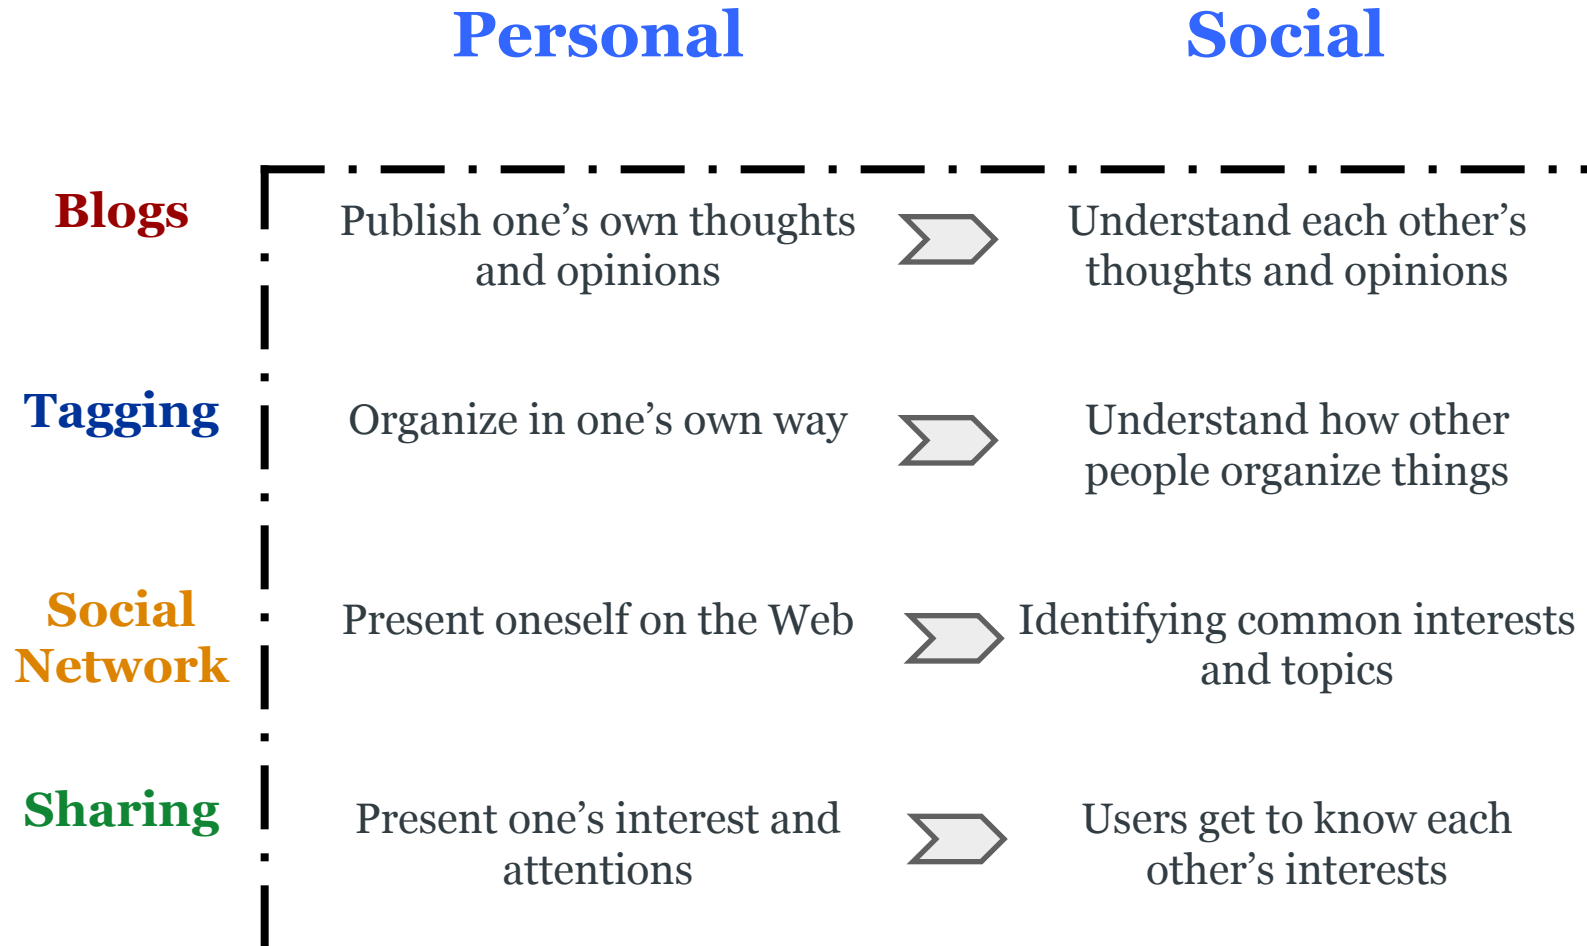 Personal Social
Blogs
Publish one’s own thoughts
and opinions
Understand each other’s
thoughts and opinions
Tagging
Organize in one’s own way
Understand how other
people organize things
Social
Network
Present oneself on the Web
Identifying common interests
and topics
Sharing
Present one’s interest and
attentions
Users get to know each
other’s interests